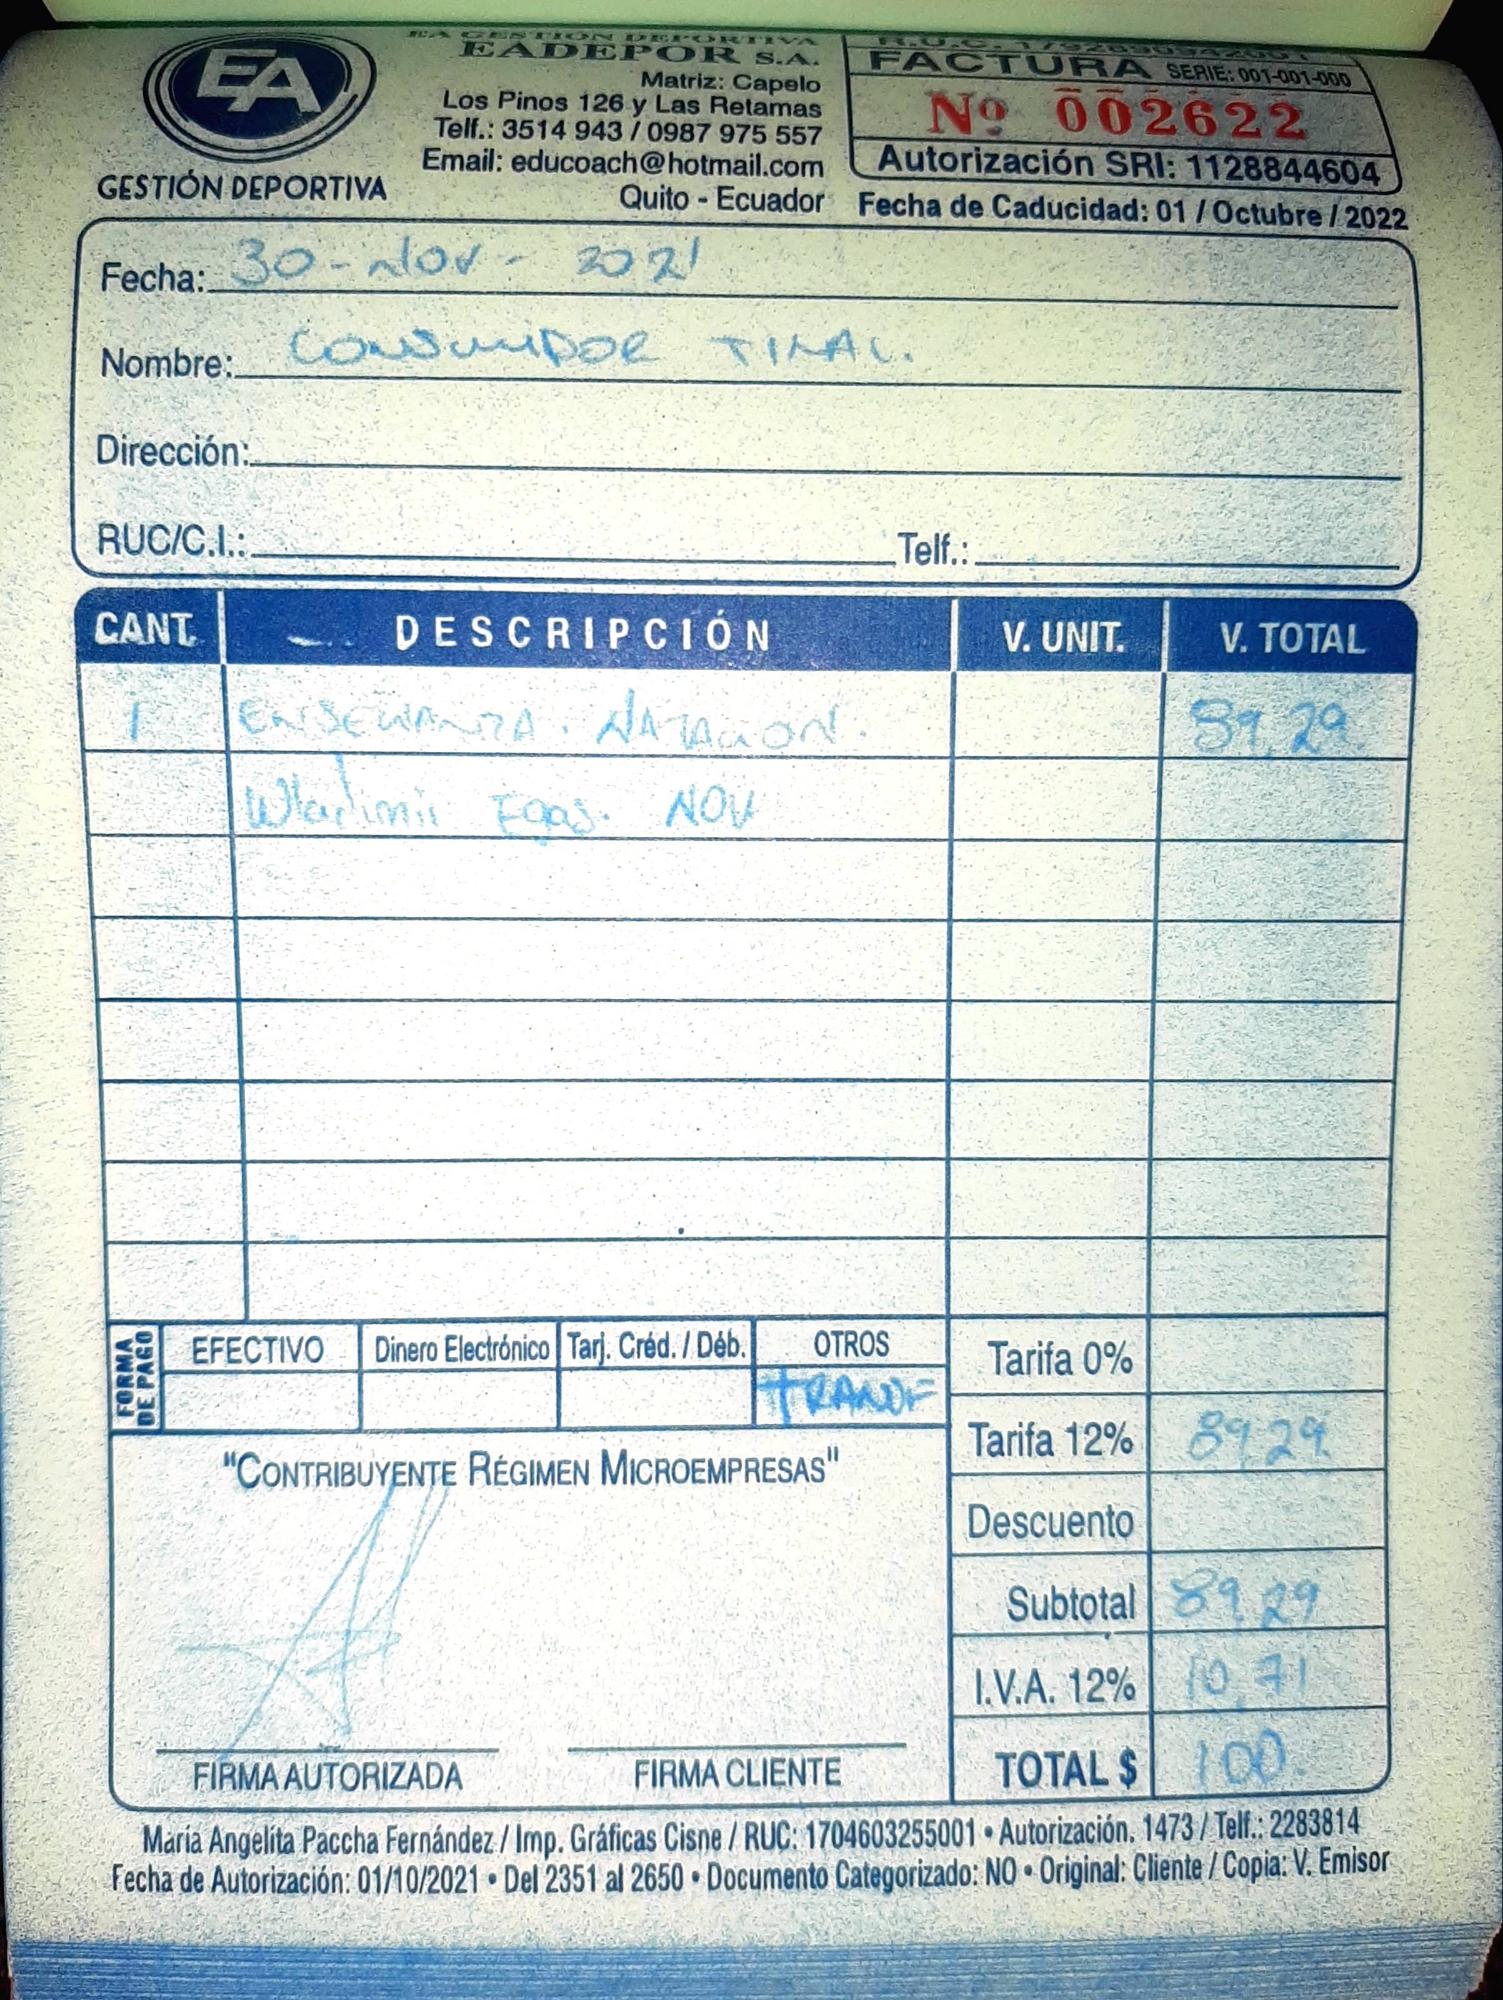 EA
GESTIÓN DEPORTIVA
EA GESTIÓN DEPORTIVA
EADEPOR S.A.
Matriz: Capelo
Los Pinos 126 y Las Retamas
Telf.: 3514 943 / 0987 975 557
Email: educoach@hotmail.com
Quito - Ecuador
R.U.C.
FACTURA SERIE: 001-001-000
Nº 002622
Autorización SRI: 1128844604
Fecha de Caducidad: 01 / Octubre / 2022
Fecha: 30-Nov- 2021
Nombre: CONSUMIDOR FINAL.
Dirección:
RUC/C.I.: Telf.:
CANT. DESCRIPCIÓN V. UNIT. V. TOTAL
1 ENSEÑANZA. NATACION. 89,29
Wladimir Egas. NOV
FORMA DE PAGO
EFECTIVO Dinero Electrónico Tarj. Créd. / Déb. OTROS
TRANSF
Tarifa 0%
Tarifa 12% 89,29
Descuento
Subtotal 89,29
I.V.A. 12% 10,71
TOTAL $ 100.
"CONTRIBUYENTE RÉGIMEN MICROEMPRESAS"
FIRMA AUTORIZADA FIRMA CLIENTE
María Angelita Paccha Fernández / Imp. Gráficas Cisne / RUC: 1704603255001 • Autorización. 1473 / Telf.: 2283814
Fecha de Autorización: 01/10/2021 • Del 2351 al 2650 • Documento Categorizado: NO • Original: Cliente / Copia: V. Emisor